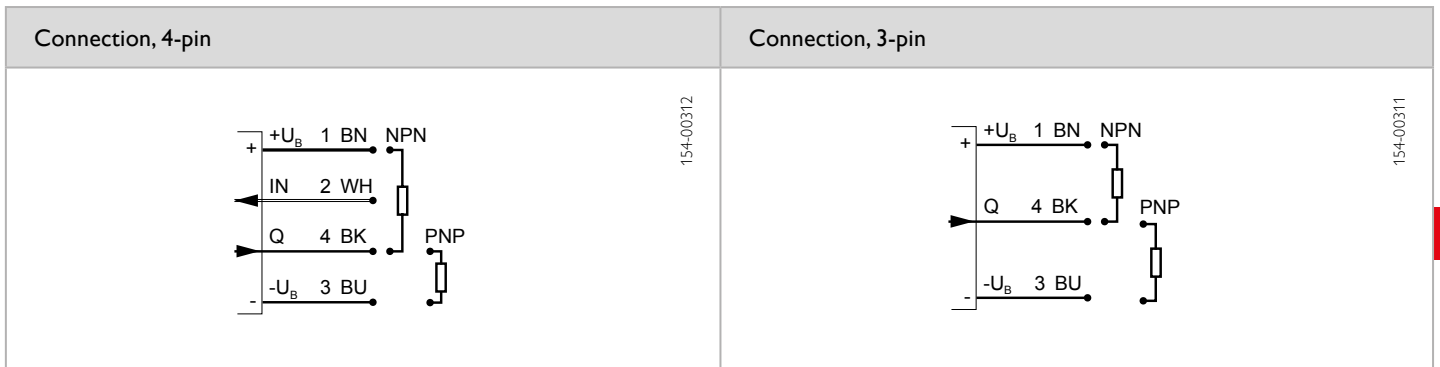 Connection, 4-pin
+U_B 1 BN NPN
+
IN 2 WH
Q 4 BK PNP
-U_B 3 BU
-
154-00312
Connection, 3-pin
+U_B 1 BN NPN
+
Q 4 BK PNP
-U_B 3 BU
-
154-00311